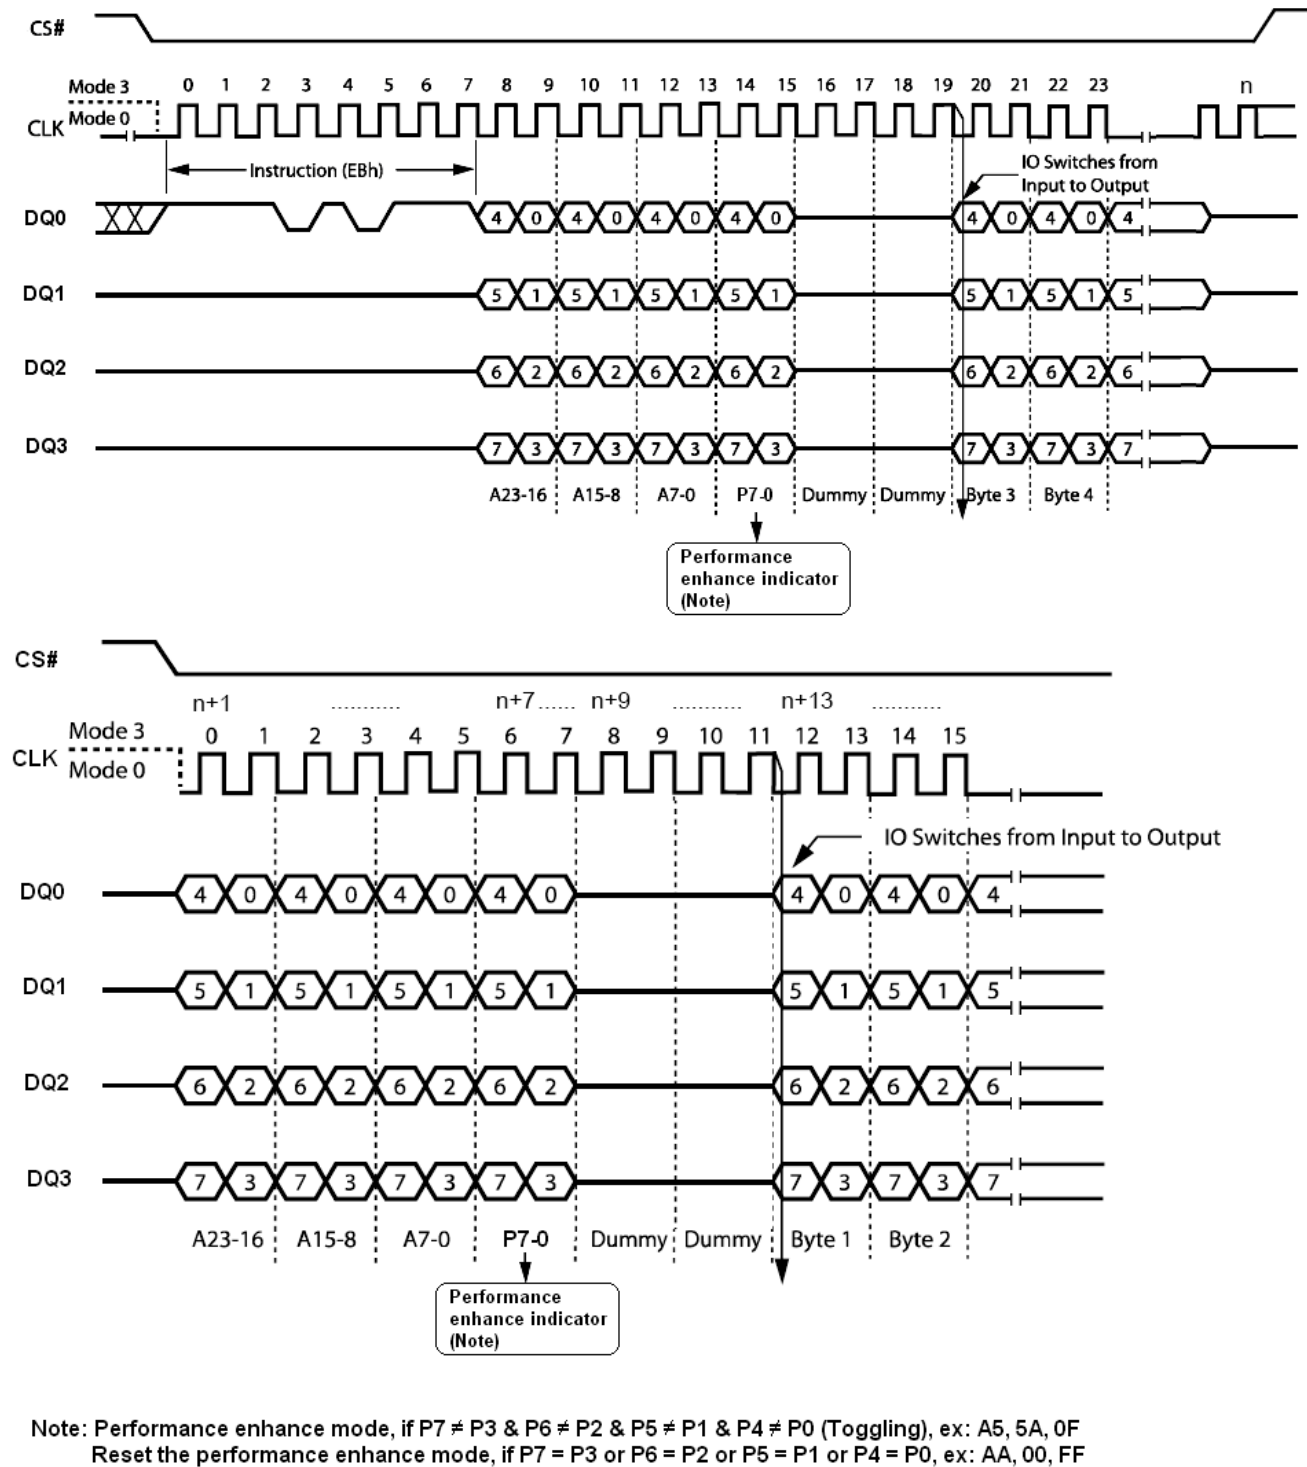 CS#
Mode 3
0 1 2 3 4 5 6 7 8 9 10 11 12 13 14 15 16 17 18 19 20 21 22 23 n
Mode 0
CLK
Instruction (EBh)
IO Switches from
Input to Output
DQ0 4 0 4 0 4 0 4 0 4 0 4 0 4
DQ1 5 1 5 1 5 1 5 1 5 1 5 1 5
DQ2 6 2 6 2 6 2 6 2 6 2 6 2 6
DQ3 7 3 7 3 7 3 7 3 7 3 7 3 7
A23-16 A15-8 A7-0 P7-0 Dummy Dummy Byte 3 Byte 4
Performance
enhance indicator
(Note)
CS#
n+1 ........... n+7 ...... n+9 ........... n+13 ...........
Mode 3
0 1 2 3 4 5 6 7 8 9 10 11 12 13 14 15
CLK
Mode 0
IO Switches from Input to Output
DQ0 4 0 4 0 4 0 4 0 4 0 4 0 4
DQ1 5 1 5 1 5 1 5 1 5 1 5 1 5
DQ2 6 2 6 2 6 2 6 2 6 2 6 2 6
DQ3 7 3 7 3 7 3 7 3 7 3 7 3 7
A23-16 A15-8 A7-0 P7-0 Dummy Dummy Byte 1 Byte 2
Performance
enhance indicator
(Note)
Note: Performance enhance mode, if P7 ≠ P3 & P6 ≠ P2 & P5 ≠ P1 & P4 ≠ P0 (Toggling), ex: A5, 5A, 0F
Reset the performance enhance mode, if P7 = P3 or P6 = P2 or P5 = P1 or P4 = P0, ex: AA, 00, FF